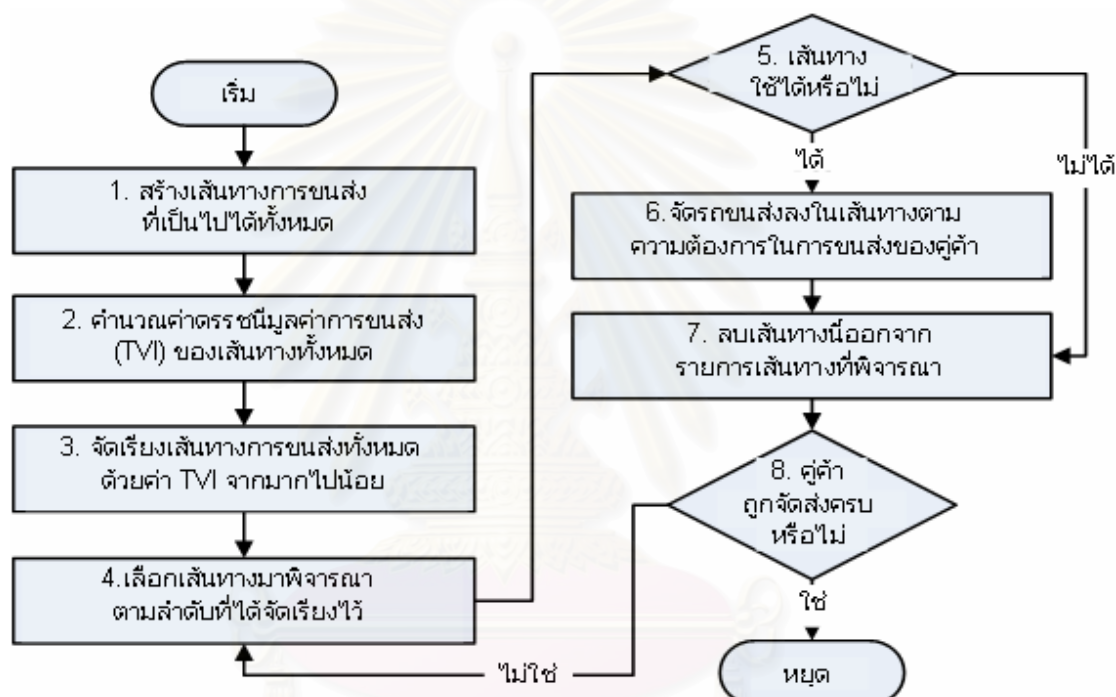 เริ่ม
1. สร้างเส้นทางการขนส่ง
ที่เป็นไปได้ทั้งหมด
2. คำนวณค่าดรรชนีมูลค่าการขนส่ง
(TVI) ของเส้นทางทั้งหมด
3. จัดเรียงเส้นทางการขนส่งทั้งหมด
ด้วยค่า TVI จากมากไปน้อย
4.เลือกเส้นทางมาพิจารณา
ตามลำดับที่ได้จัดเรียงไว้
5. เส้นทาง
ใช้ได้หรือไม่
ได้
ไม่ได้
6.จัดรถขนส่งลงในเส้นทางตาม
ความต้องการในการขนส่งของคู่ค้า
7. ลบเส้นทางนี้ออกจาก
รายการเส้นทางที่พิจารณา
8. คู่ค้า
ถูกจัดส่งครบ
หรือไม่
ใช่
ไม่ใช่
หยุด